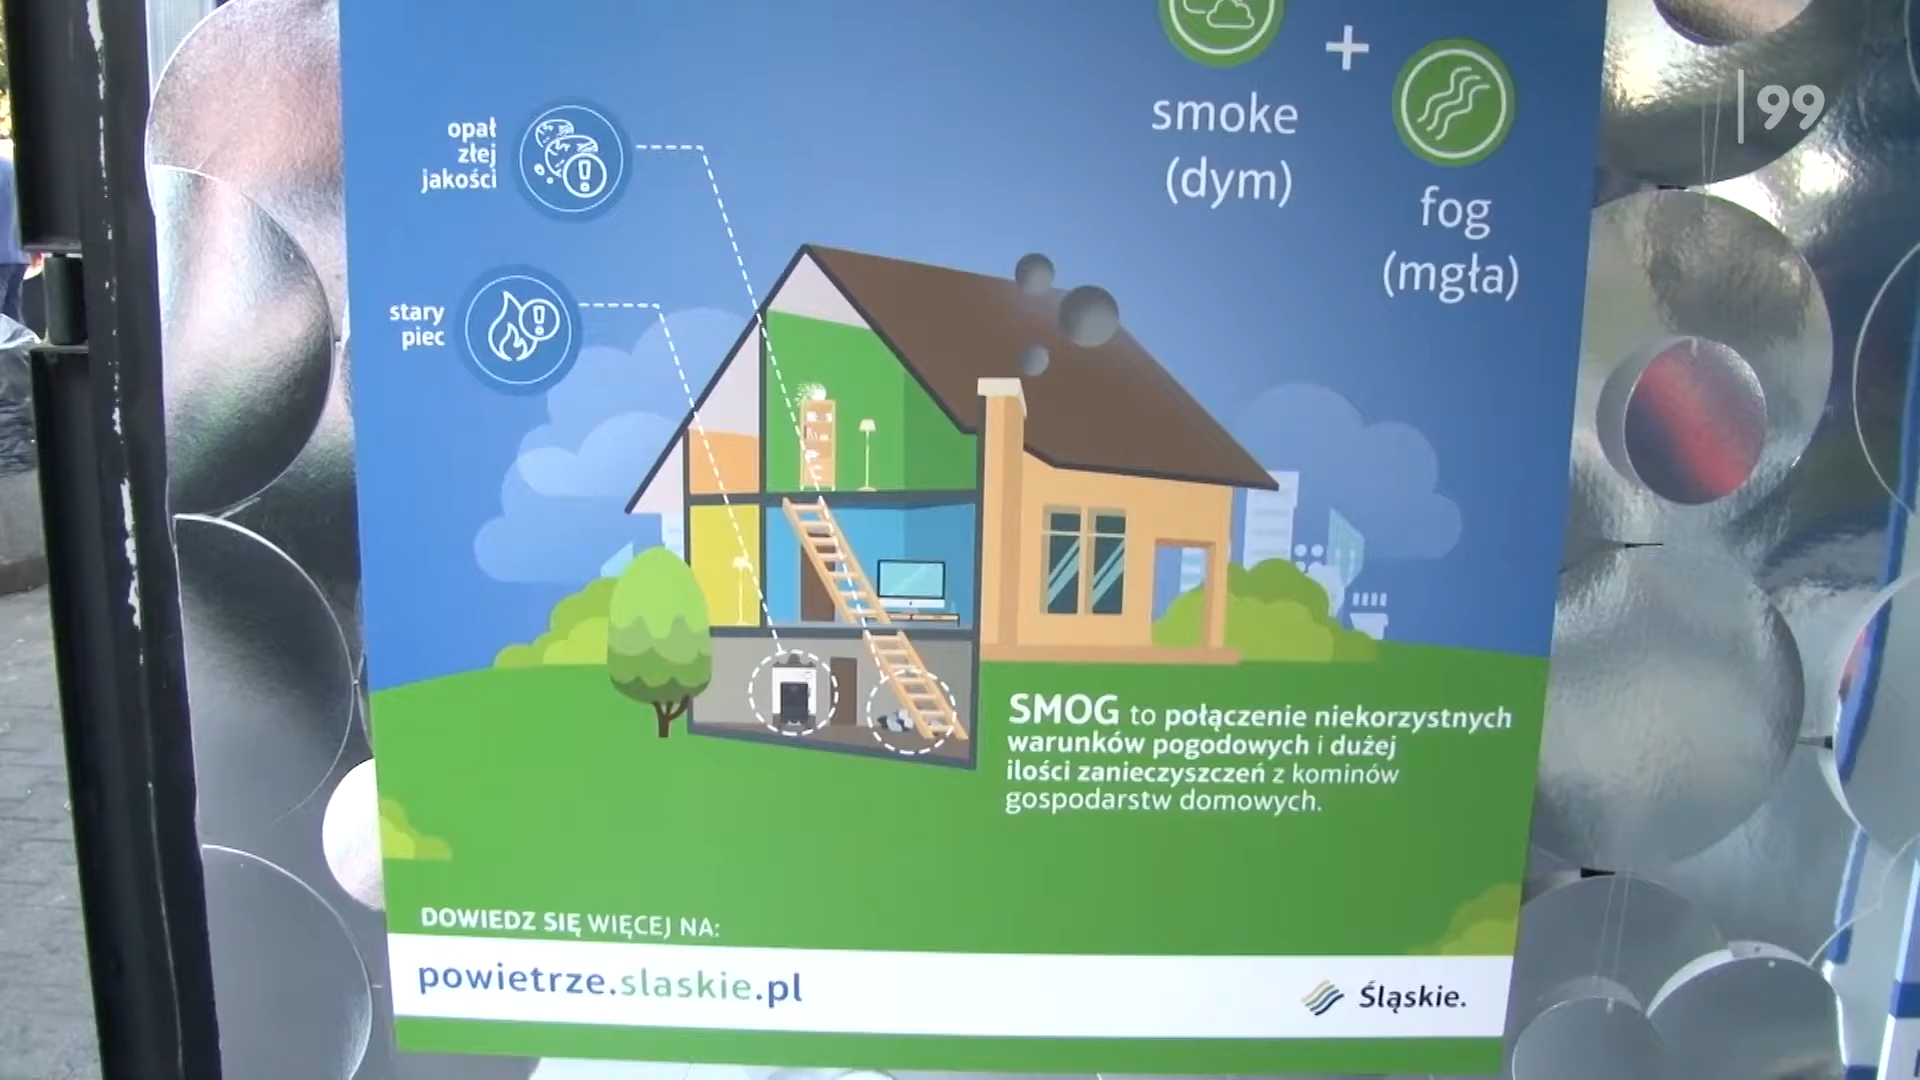 99
smoke
(dym)
+
fog
(mgła)
opał
złej
jakości
stary
piec
SMOG to połączenie niekorzystnych
warunków pogodowych i dużej
ilości zanieczyszczeń z kominów
gospodarstw domowych.
DOWIEDZ SIĘ WIĘCEJ NA:
powietrze.slaskie.pl
Śląskie.